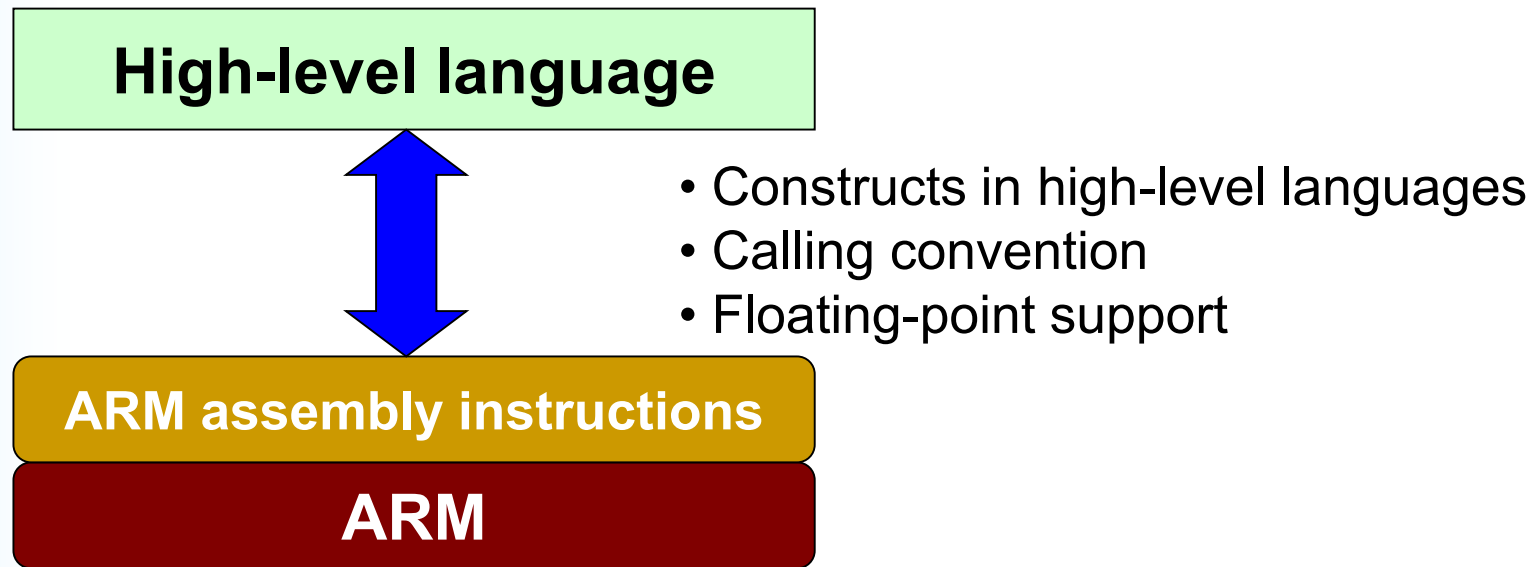 High-level language
• Constructs in high-level languages
• Calling convention
• Floating-point support
ARM assembly instructions
ARM